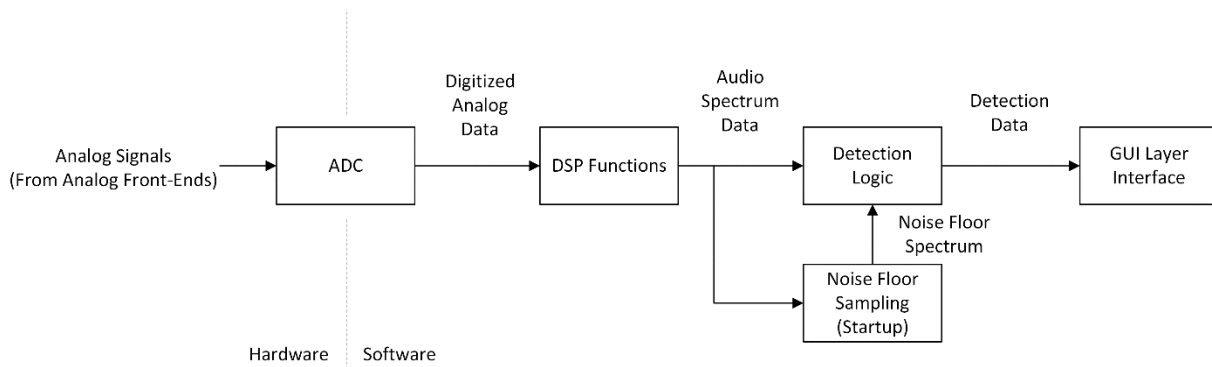 Analog Signals
(From Analog Front-Ends)
ADC
Digitized
Analog
Data
DSP Functions
Audio
Spectrum
Data
Detection
Logic
Detection
Data
GUI Layer
Interface
Noise Floor
Spectrum
Noise Floor
Sampling
(Startup)
Hardware
Software